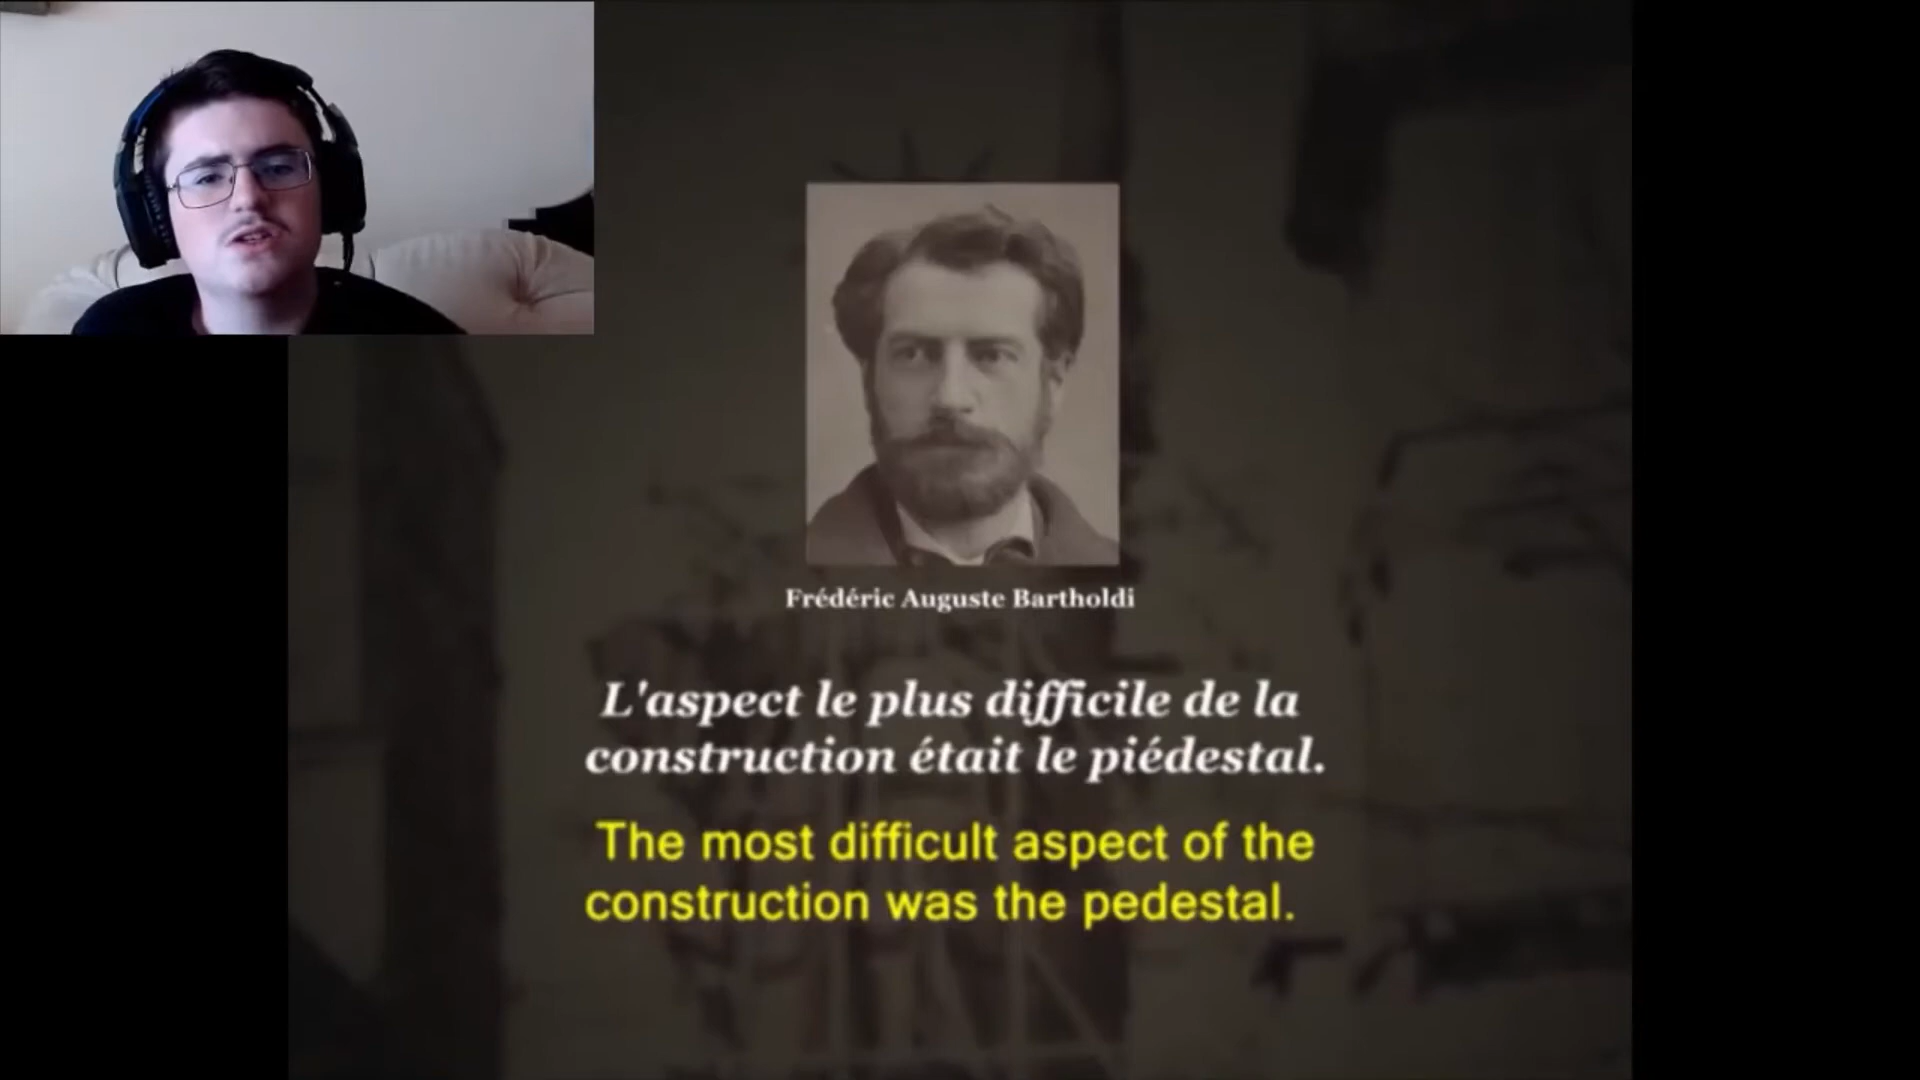 Frédéric Auguste Bartholdi
L'aspect le plus difficile de la
construction était le piédestal.
The most difficult aspect of the
construction was the pedestal.